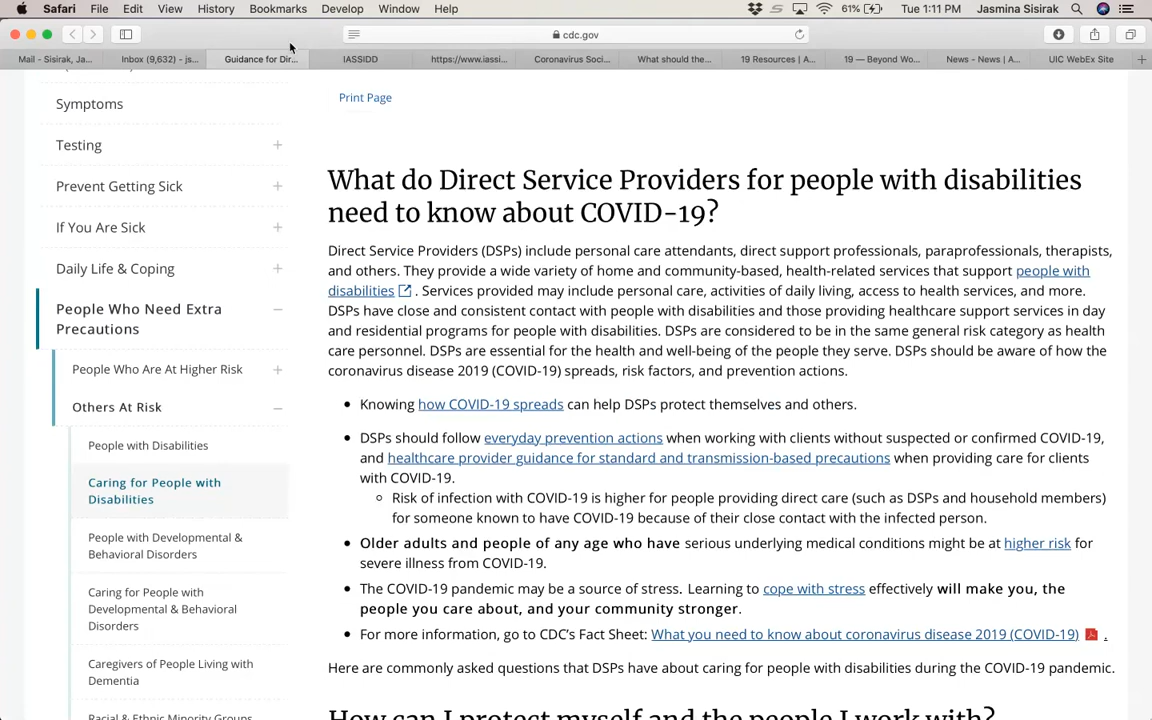 Safari File Edit View History Bookmarks Develop Window Help 61% Tue 1:11 PM Jasmina Sisirak
cdc.gov
Mail - Sisirak, Ja... Inbox (9,632) - js... Guidance for Dir... IASSIDD https://www.iassi... Coronavirus Soci... What should the... 19 Resources | A... 19 — Beyond Wo... News - News | A... UIC WebEx Site
Symptoms
Testing
Prevent Getting Sick
If You Are Sick
Daily Life & Coping
People Who Need Extra
Precautions
People Who Are At Higher Risk
Others At Risk
People with Disabilities
Caring for People with
Disabilities
People with Developmental &
Behavioral Disorders
Caring for People with
Developmental & Behavioral
Disorders
Caregivers of People Living with
Dementia
Racial & Ethnic Minority Groups
Print Page
What do Direct Service Providers for people with disabilities
need to know about COVID-19?
Direct Service Providers (DSPs) include personal care attendants, direct support professionals, paraprofessionals, therapists,
and others. They provide a wide variety of home and community-based, health-related services that support people with
disabilities . Services provided may include personal care, activities of daily living, access to health services, and more.
DSPs have close and consistent contact with people with disabilities and those providing healthcare support services in day
and residential programs for people with disabilities. DSPs are considered to be in the same general risk category as health
care personnel. DSPs are essential for the health and well-being of the people they serve. DSPs should be aware of how the
coronavirus disease 2019 (COVID-19) spreads, risk factors, and prevention actions.
• Knowing how COVID-19 spreads can help DSPs protect themselves and others.
• DSPs should follow everyday prevention actions when working with clients without suspected or confirmed COVID-19,
and healthcare provider guidance for standard and transmission-based precautions when providing care for clients
with COVID-19.
Risk of infection with COVID-19 is higher for people providing direct care (such as DSPs and household members)
for someone known to have COVID-19 because of their close contact with the infected person.
• Older adults and people of any age who have serious underlying medical conditions might be at higher risk for
severe illness from COVID-19.
• The COVID-19 pandemic may be a source of stress. Learning to cope with stress effectively will make you, the
people you care about, and your community stronger.
• For more information, go to CDC's Fact Sheet: What you need to know about coronavirus disease 2019 (COVID-19) .
Here are commonly asked questions that DSPs have about caring for people with disabilities during the COVID-19 pandemic.
How can I protect myself and the people I work with?